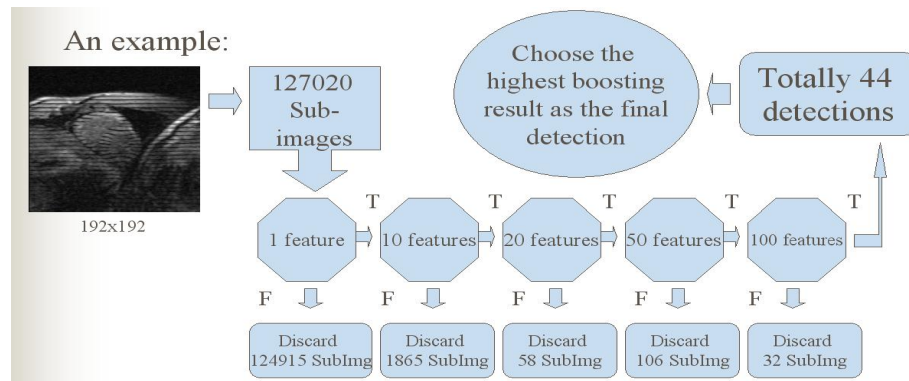 An example:
192x192
127020
Sub-
images
Choose the
highest boosting
result as the final
detection
Totally 44
detections
T
T
T
T
T
1 feature
10 features
20 features
50 features
100 features
F
F
F
F
F
Discard
124915 SubImg
Discard
1865 SubImg
Discard
58 SubImg
Discard
106 SubImg
Discard
32 SubImg